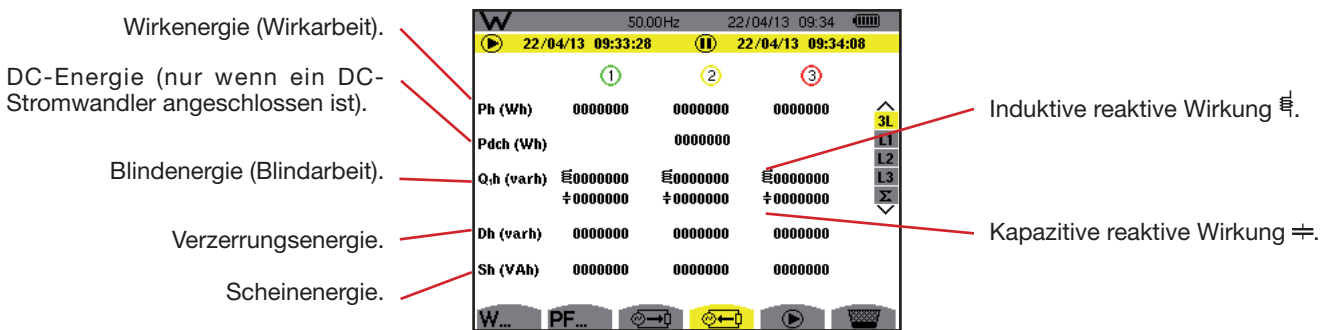 Wirkenergie (Wirkarbeit).
DC-Energie (nur wenn ein DC-
Stromwandler angeschlossen ist).
Blindenergie (Blindarbeit).
Verzerrungsenergie.
Scheinenergie.
W 50.00Hz 22/04/13 09:34
22/04/13 09:33:28 22/04/13 09:34:08
1 2 3
Ph (Wh) 0000000 0000000 0000000
Pdch (Wh) 0000000
Q₁h (varh) 0000000 0000000 0000000
0000000 0000000 0000000
Dh (varh) 0000000 0000000 0000000
Sh (VAh) 0000000 0000000 0000000
3L
L1
L2
L3
Σ
W... PF...
Induktive reaktive Wirkung .
Kapazitive reaktive Wirkung .